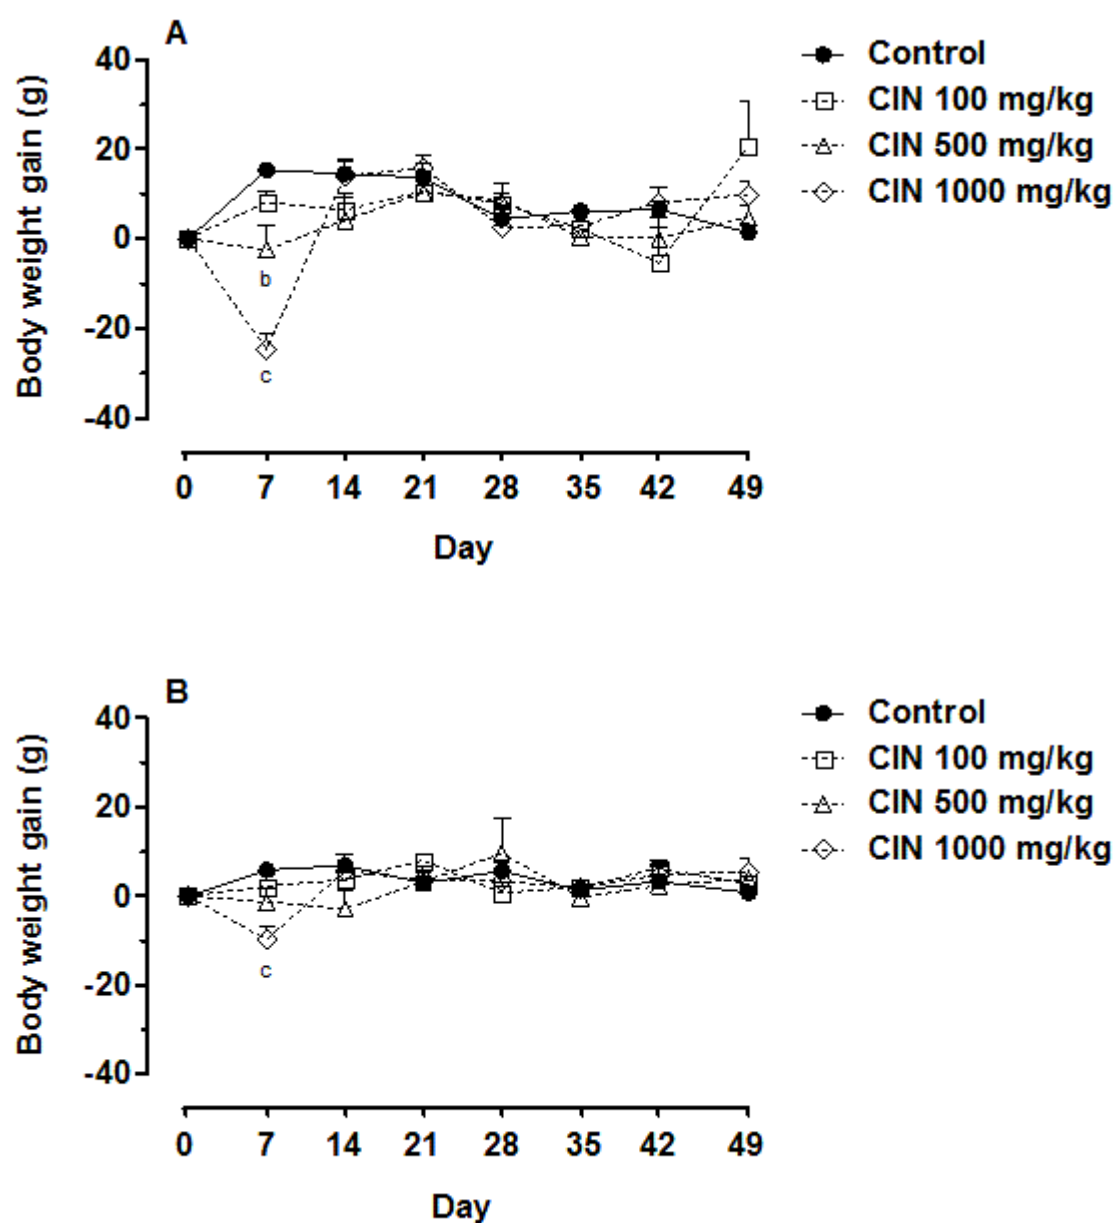 A
Body weight gain (g)
40
20
0
-20
-40
b
c
0 7 14 21 28 35 42 49
Day
Control
CIN 100 mg/kg
CIN 500 mg/kg
CIN 1000 mg/kg
B
Body weight gain (g)
40
20
0
-20
-40
c
0 7 14 21 28 35 42 49
Day
Control
CIN 100 mg/kg
CIN 500 mg/kg
CIN 1000 mg/kg